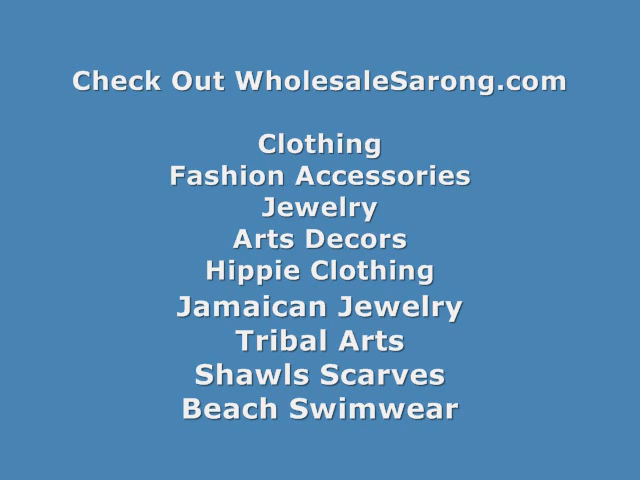 Check Out WholesaleSarong.com
Clothing
Fashion Accessories
Jewelry
Arts Decors
Hippie Clothing
Jamaican Jewelry
Tribal Arts
Shawls Scarves
Beach Swimwear